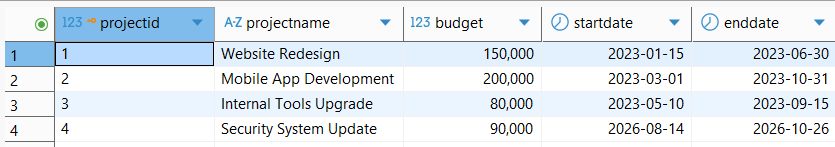 123 projectid A-Z projectname 123 budget startdate enddate
1 1 Website Redesign 150,000 2023-01-15 2023-06-30
2 2 Mobile App Development 200,000 2023-03-01 2023-10-31
3 3 Internal Tools Upgrade 80,000 2023-05-10 2023-09-15
4 4 Security System Update 90,000 2026-08-14 2026-10-26